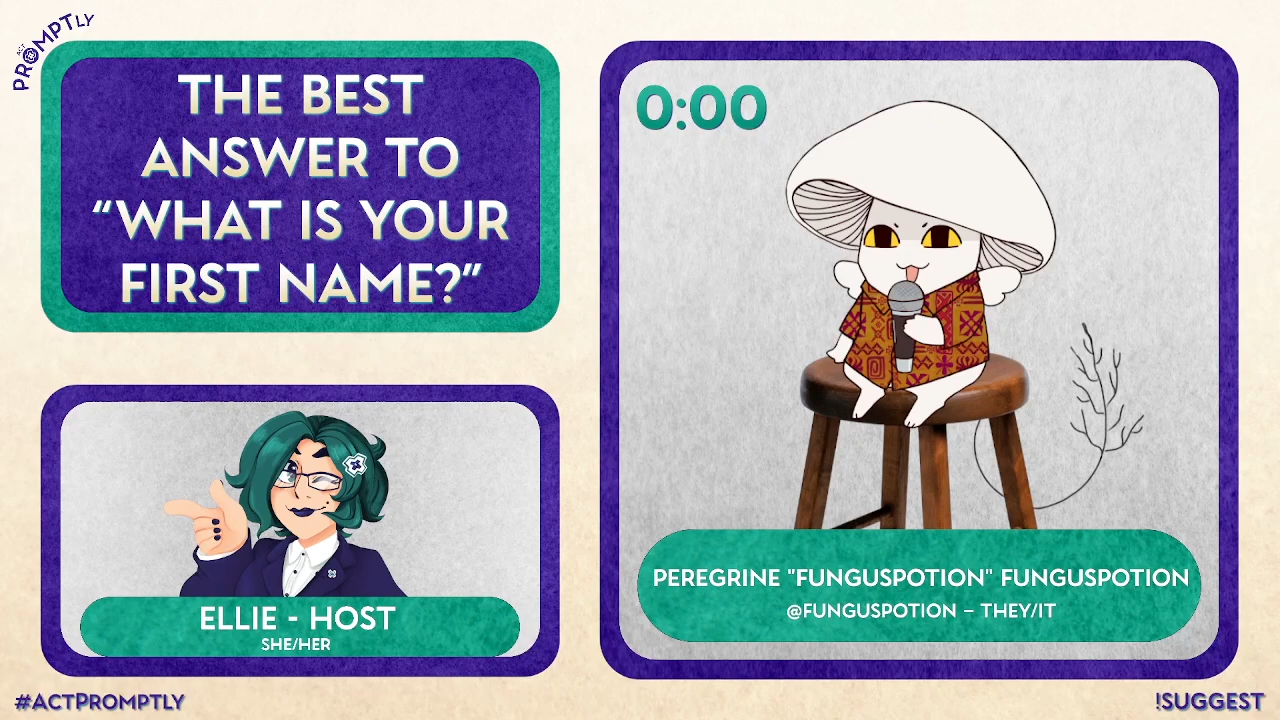 ACT PROMPTLY
THE BEST
ANSWER TO
“WHAT IS YOUR
FIRST NAME?”
0:00
ELLIE - HOST
SHE/HER
PEREGRINE "FUNGUSPOTION" FUNGUSPOTION
@FUNGUSPOTION – THEY/IT
#ACTPROMPTLY
!SUGGEST